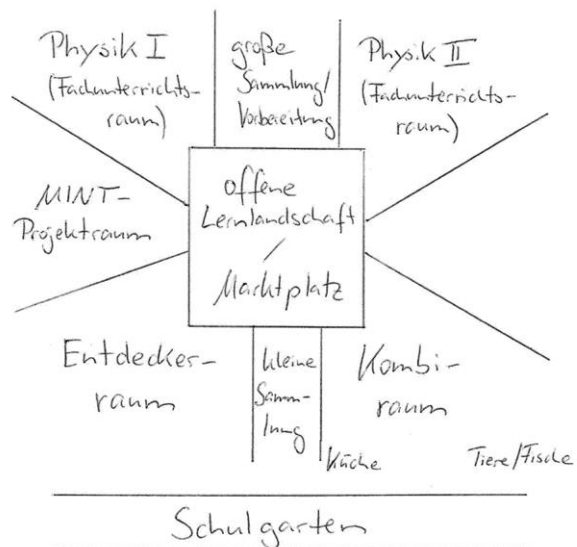 Physik I
(Fachunterrichts-
raum)
große
Sammlung/
Vorbereitung
Physik II
(Fachunterrichts-
raum)
MINT-
Projektraum
offene
Lernlandschaft
/
Marktplatz
Entdecker-
raum
kleine
Samm-
lung
Kombi-
raum
Küche
Tiere/Fische
Schulgarten